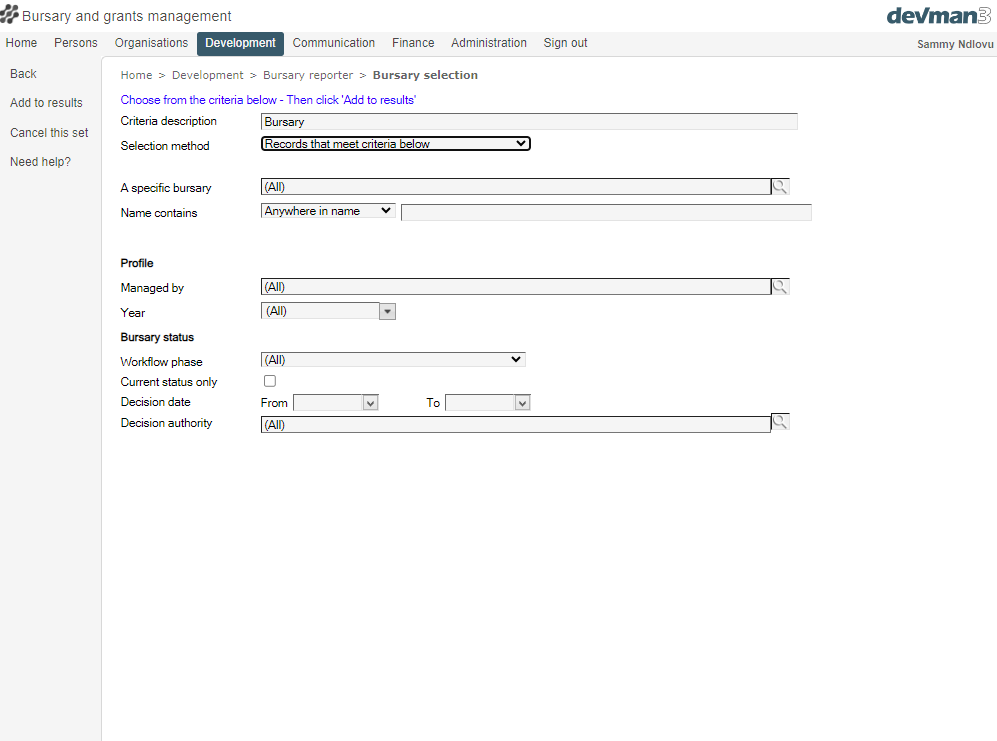 Bursary and grants management
devman3
Home Persons Organisations Development Communication Finance Administration Sign out
Sammy Ndlovu
Back
Add to results
Cancel this set
Need help?
Home > Development > Bursary reporter > Bursary selection
Choose from the criteria below - Then click 'Add to results'
Criteria description Bursary
Selection method Records that meet criteria below
A specific bursary (All)
Name contains Anywhere in name
Profile
Managed by (All)
Year (All)
Bursary status
Workflow phase (All)
Current status only
Decision date From To
Decision authority (All)